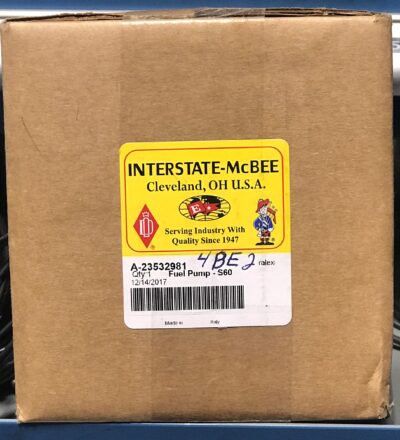 INTERSTATE-McBEE
Cleveland, OH U.S.A.
Serving Industry With
Quality Since 1947
A-23532981 4BE2
Qty:1 Fuel Pump - S60
12/14/2017
Made in: Italy